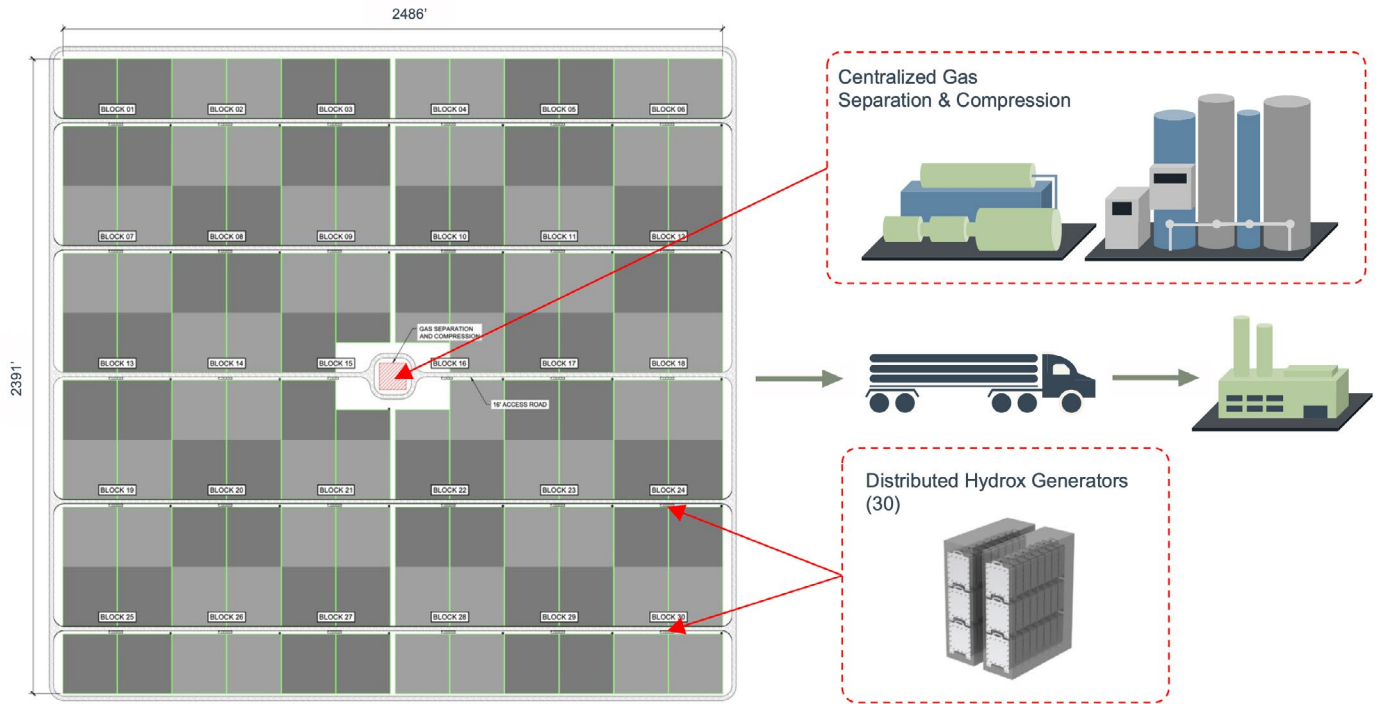 2486'
2391'
BLOCK 01
BLOCK 02
BLOCK 03
BLOCK 04
BLOCK 05
BLOCK 06
BLOCK 07
BLOCK 08
BLOCK 09
BLOCK 10
BLOCK 11
BLOCK 12
BLOCK 13
BLOCK 14
BLOCK 15
BLOCK 16
BLOCK 17
BLOCK 18
GAS SEPARATION
AND COMPRESSION
16' ACCESS ROAD
BLOCK 19
BLOCK 20
BLOCK 21
BLOCK 22
BLOCK 23
BLOCK 24
BLOCK 25
BLOCK 26
BLOCK 27
BLOCK 28
BLOCK 29
BLOCK 30
Centralized Gas
Separation & Compression
Distributed Hydrox Generators
(30)